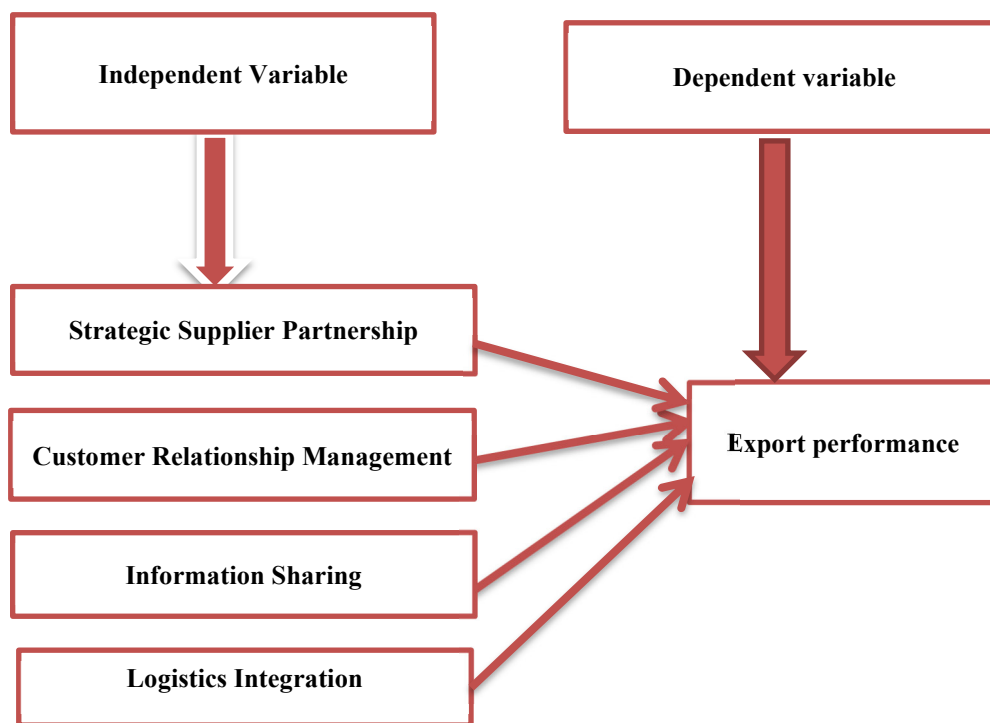 Independent Variable
Dependent variable
Strategic Supplier Partnership
Customer Relationship Management
Export performance
Information Sharing
Logistics Integration